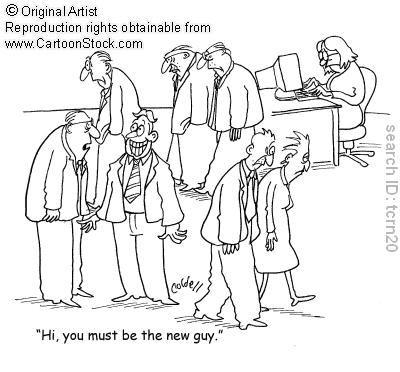 © Original Artist
Reproduction rights obtainable from
www.CartoonStock.com
search ID: tcrn20
Cordell
"Hi, you must be the new guy."